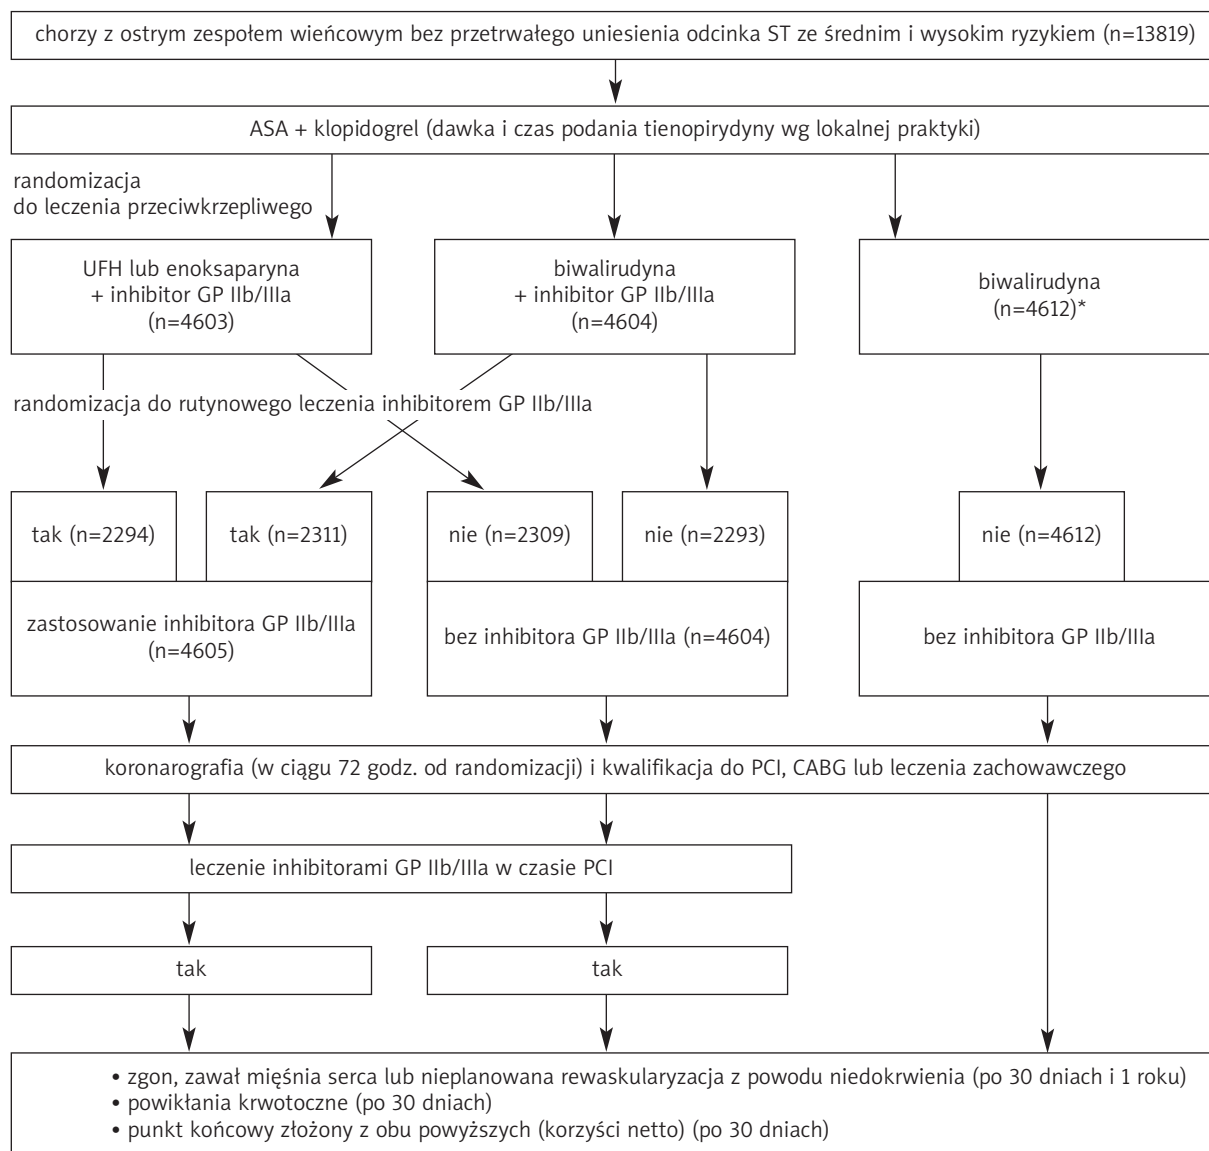 chorzy z ostrym zespołem wieńcowym bez przetrwałego uniesienia odcinka ST ze średnim i wysokim ryzykiem (n=13819)
ASA + klopidogrel (dawka i czas podania tienopirydyny wg lokalnej praktyki)
randomizacja
do leczenia przeciwkrzepliwego
UFH lub enoksaparyna
+ inhibitor GP IIb/IIIa
(n=4603)
biwalirudyna
+ inhibitor GP IIb/IIIa
(n=4604)
biwalirudyna
(n=4612)*
randomizacja do rutynowego leczenia inhibitorem GP IIb/IIIa
tak (n=2294)
tak (n=2311)
nie (n=2309)
nie (n=2293)
nie (n=4612)
zastosowanie inhibitora GP IIb/IIIa
(n=4605)
bez inhibitora GP IIb/IIIa (n=4604)
bez inhibitora GP IIb/IIIa
koronarografia (w ciągu 72 godz. od randomizacji) i kwalifikacja do PCI, CABG lub leczenia zachowawczego
leczenie inhibitorami GP IIb/IIIa w czasie PCI
tak
tak
• zgon, zawał mięśnia serca lub nieplanowana rewaskularyzacja z powodu niedokrwienia (po 30 dniach i 1 roku)
• powikłania krwotoczne (po 30 dniach)
• punkt końcowy złożony z obu powyższych (korzyści netto) (po 30 dniach)